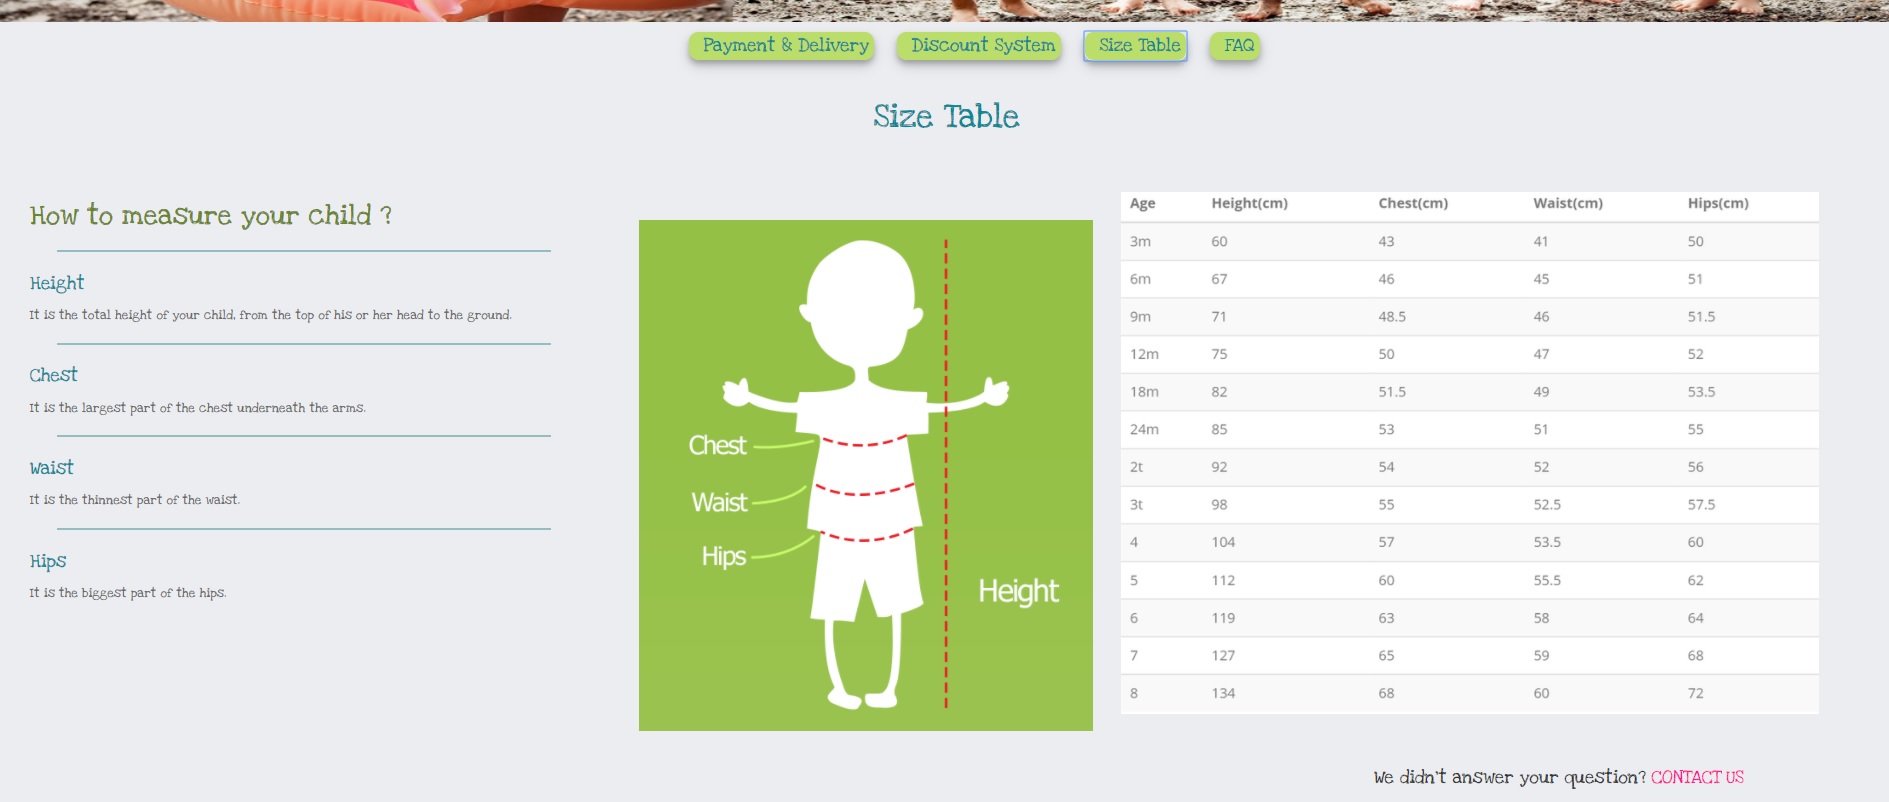 Payment & Delivery Discount System Size Table FAQ
Size Table
How to measure your child ?
Height
It is the total height of your child, from the top of his or her head to the ground.
Chest
It is the largest part of the chest underneath the arms.
Waist
It is the thinnest part of the waist.
Hips
It is the biggest part of the hips.
Chest
Waist
Hips
Height
Age Height(cm) Chest(cm) Waist(cm) Hips(cm)
3m 60 43 41 50
6m 67 46 45 51
9m 71 48.5 46 51.5
12m 75 50 47 52
18m 82 51.5 49 53.5
24m 85 53 51 55
2t 92 54 52 56
3t 98 55 52.5 57.5
4 104 57 53.5 60
5 112 60 55.5 62
6 119 63 58 64
7 127 65 59 68
8 134 68 60 72
We didn't answer your question? CONTACT US